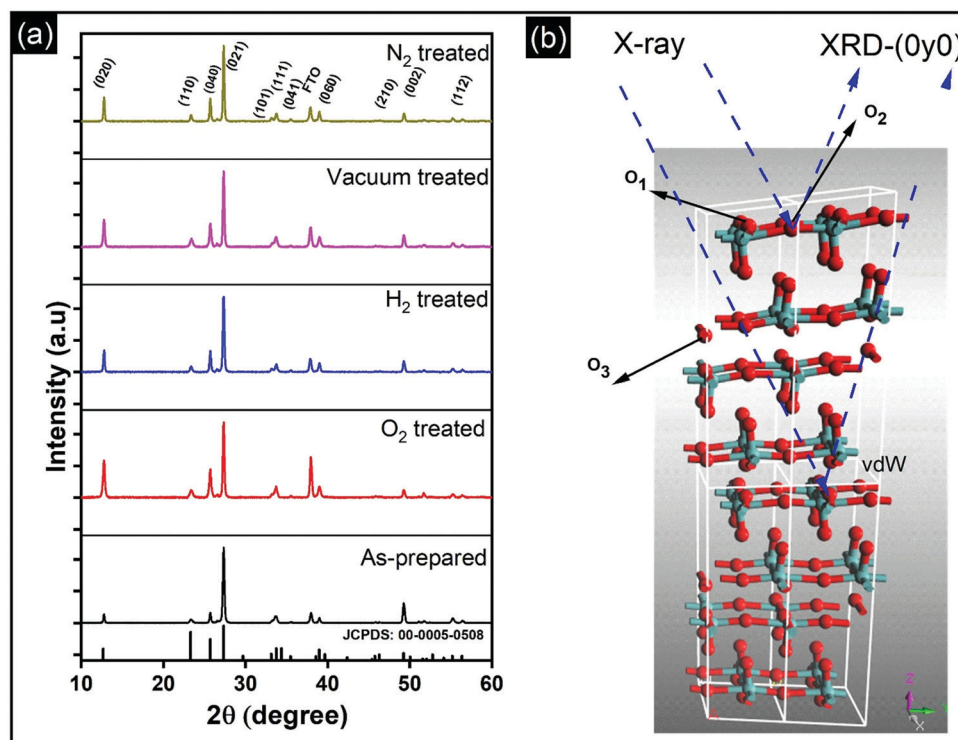 (a)
N2 treated
(020)
(110)
(040)
(021)
(101)
(111)
(041)
FTO
(060)
(210)
(002)
(112)
Vacuum treated
H2 treated
O2 treated
As-prepared
JCPDS: 00-0005-0508
Intensity (a.u)
10 20 30 40 50 60
2θ (degree)
(b)
X-ray
XRD-(0y0)
O2
O1
O3
vdW
Z
X